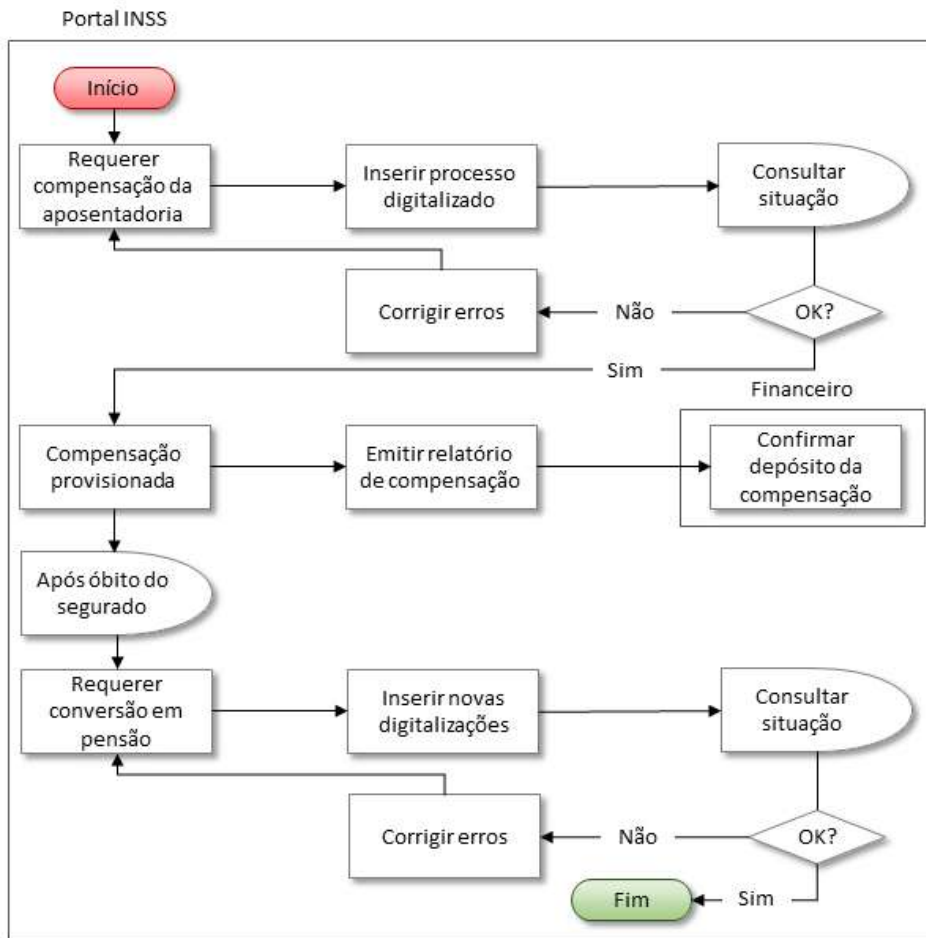 Portal INSS
Início
Requerer
compensação da
aposentadoria
Inserir processo
digitalizado
Consultar
situação
Corrigir erros
Não
OK?
Sim
Financeiro
Compensação
provisionada
Emitir relatório
de compensação
Confirmar
depósito da
compensação
Após óbito do
segurado
Requerer
conversão em
pensão
Inserir novas
digitalizações
Consultar
situação
Corrigir erros
Não
OK?
Fim
Sim